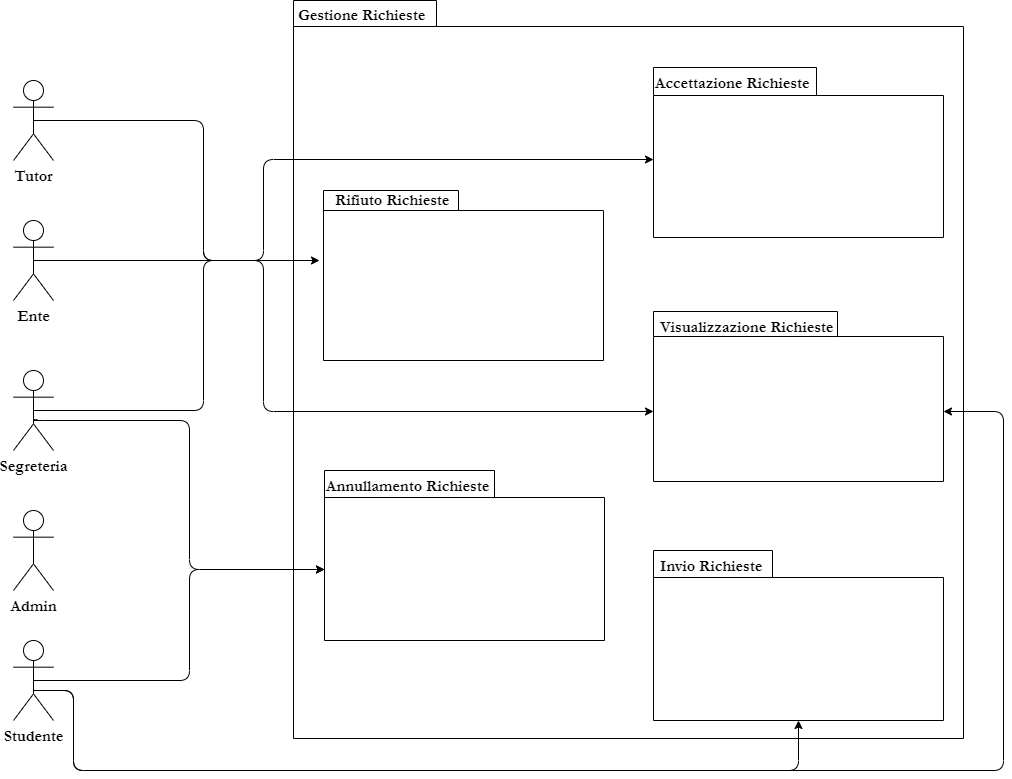 Gestione Richieste
Accettazione Richieste
Tutor
Rifiuto Richieste
Ente
Visualizzazione Richieste
Segreteria
Annullamento Richieste
Invio Richieste
Admin
Studente